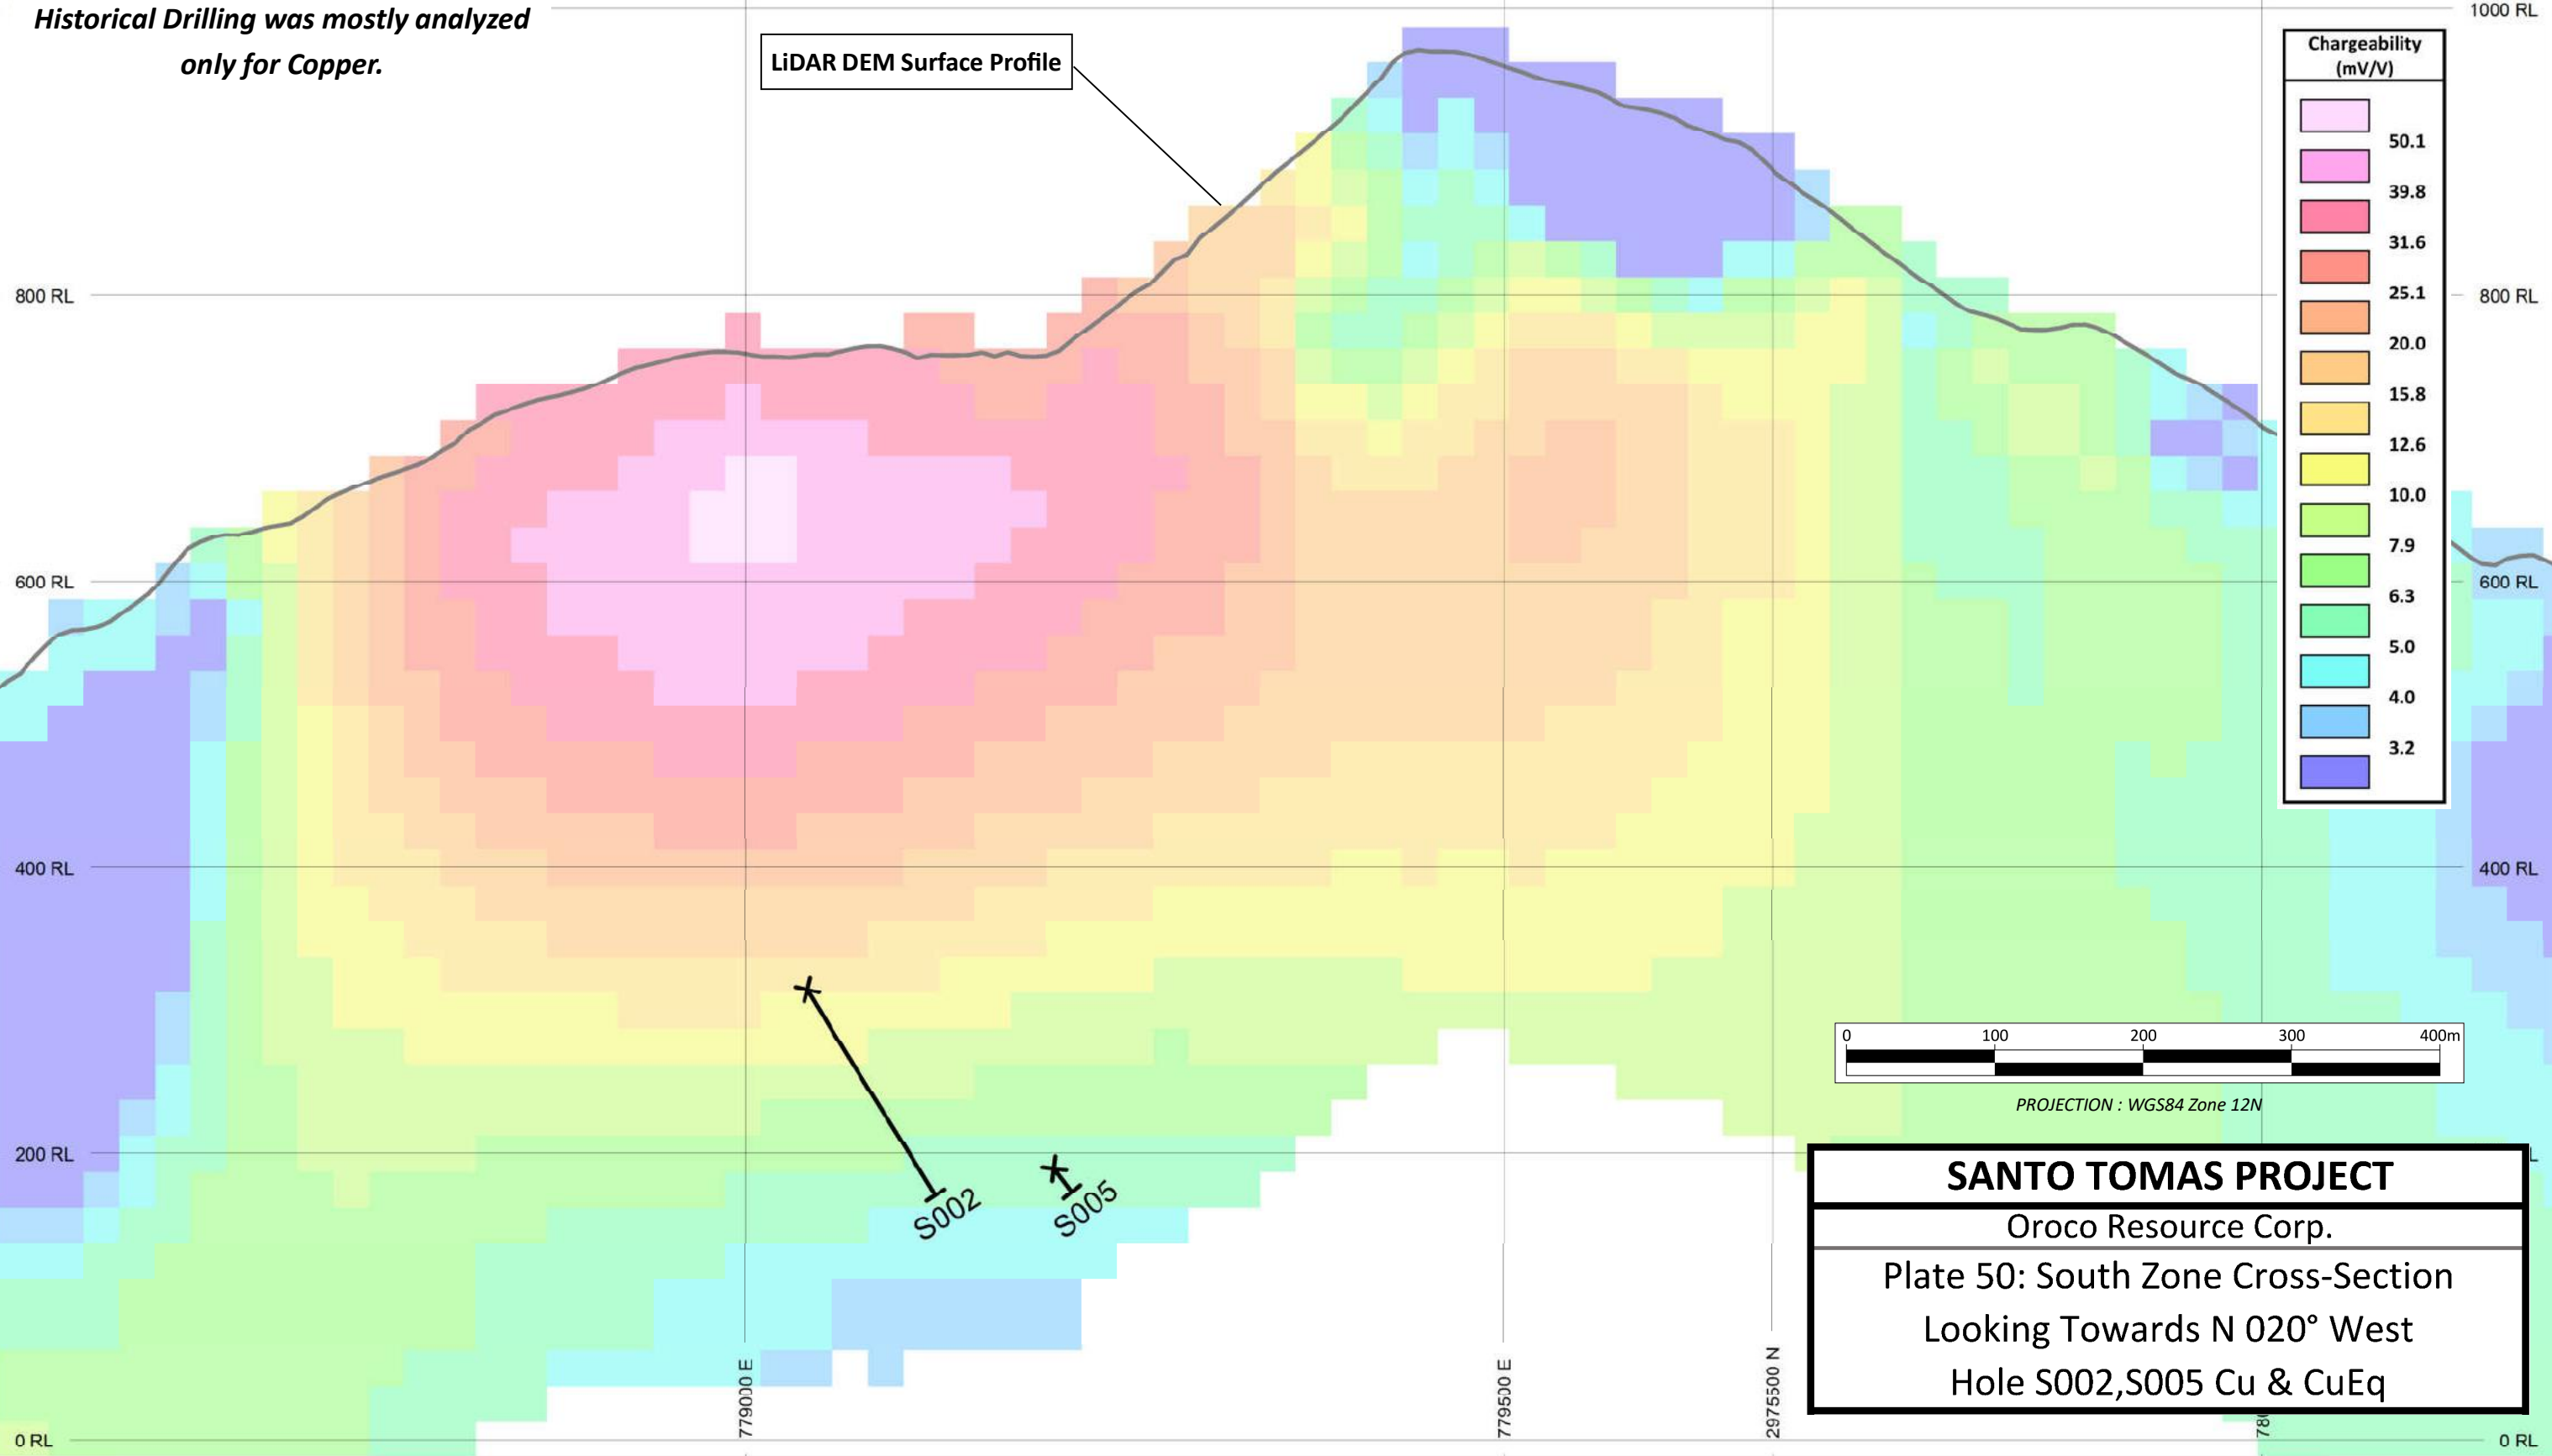 Historical Drilling was mostly analyzed
only for Copper.
LiDAR DEM Surface Profile
1000 RL
800 RL
800 RL
600 RL
600 RL
400 RL
400 RL
200 RL
0 RL
0 RL
Chargeability
(mV/V)
50.1
39.8
31.6
25.1
20.0
15.8
12.6
10.0
7.9
6.3
5.0
4.0
3.2
S002
S005
779000 E
779500 E
2975500 N
0 100 200 300 400m
PROJECTION : WGS84 Zone 12N
SANTO TOMAS PROJECT
Oroco Resource Corp.
Plate 50: South Zone Cross-Section
Looking Towards N 020° West
Hole S002,S005 Cu & CuEq